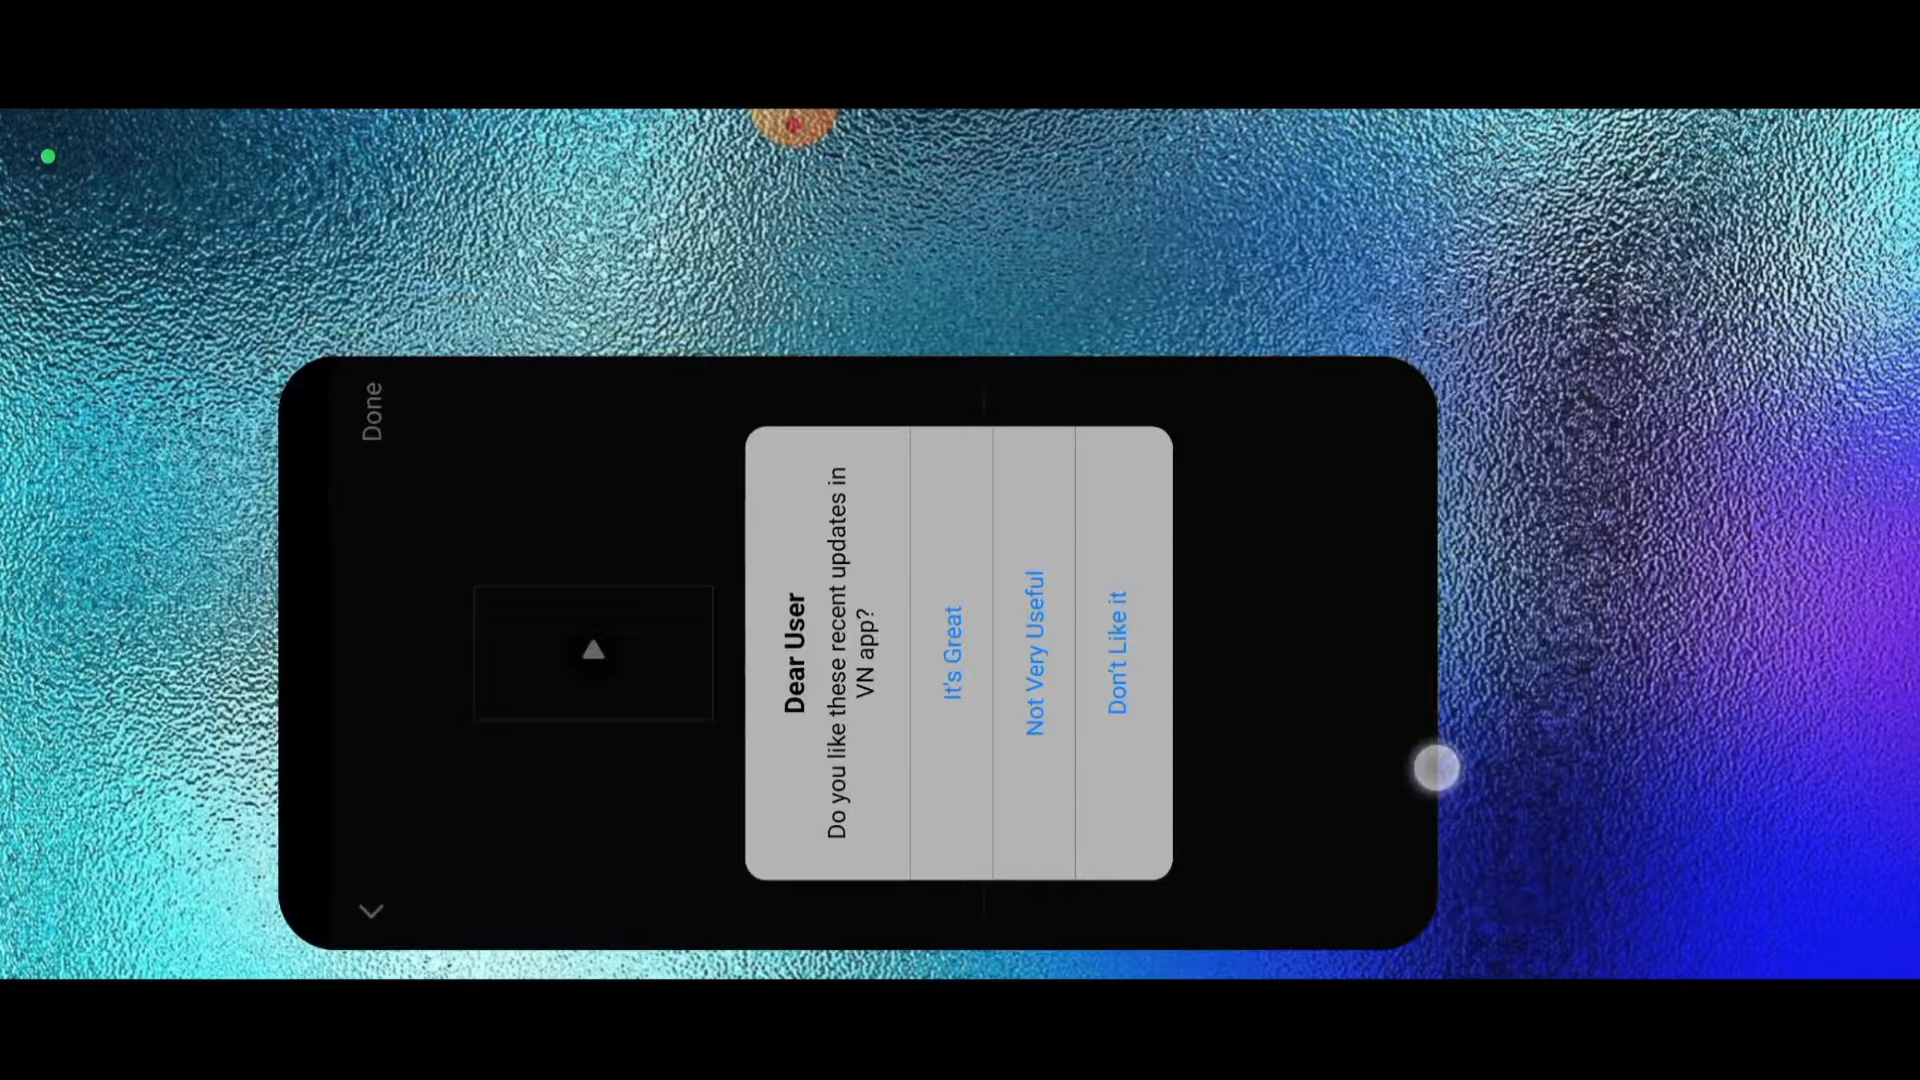 Done
Dear User
Do you like these recent updates in
VN app?
It's Great
Not Very Useful
Don't Like it